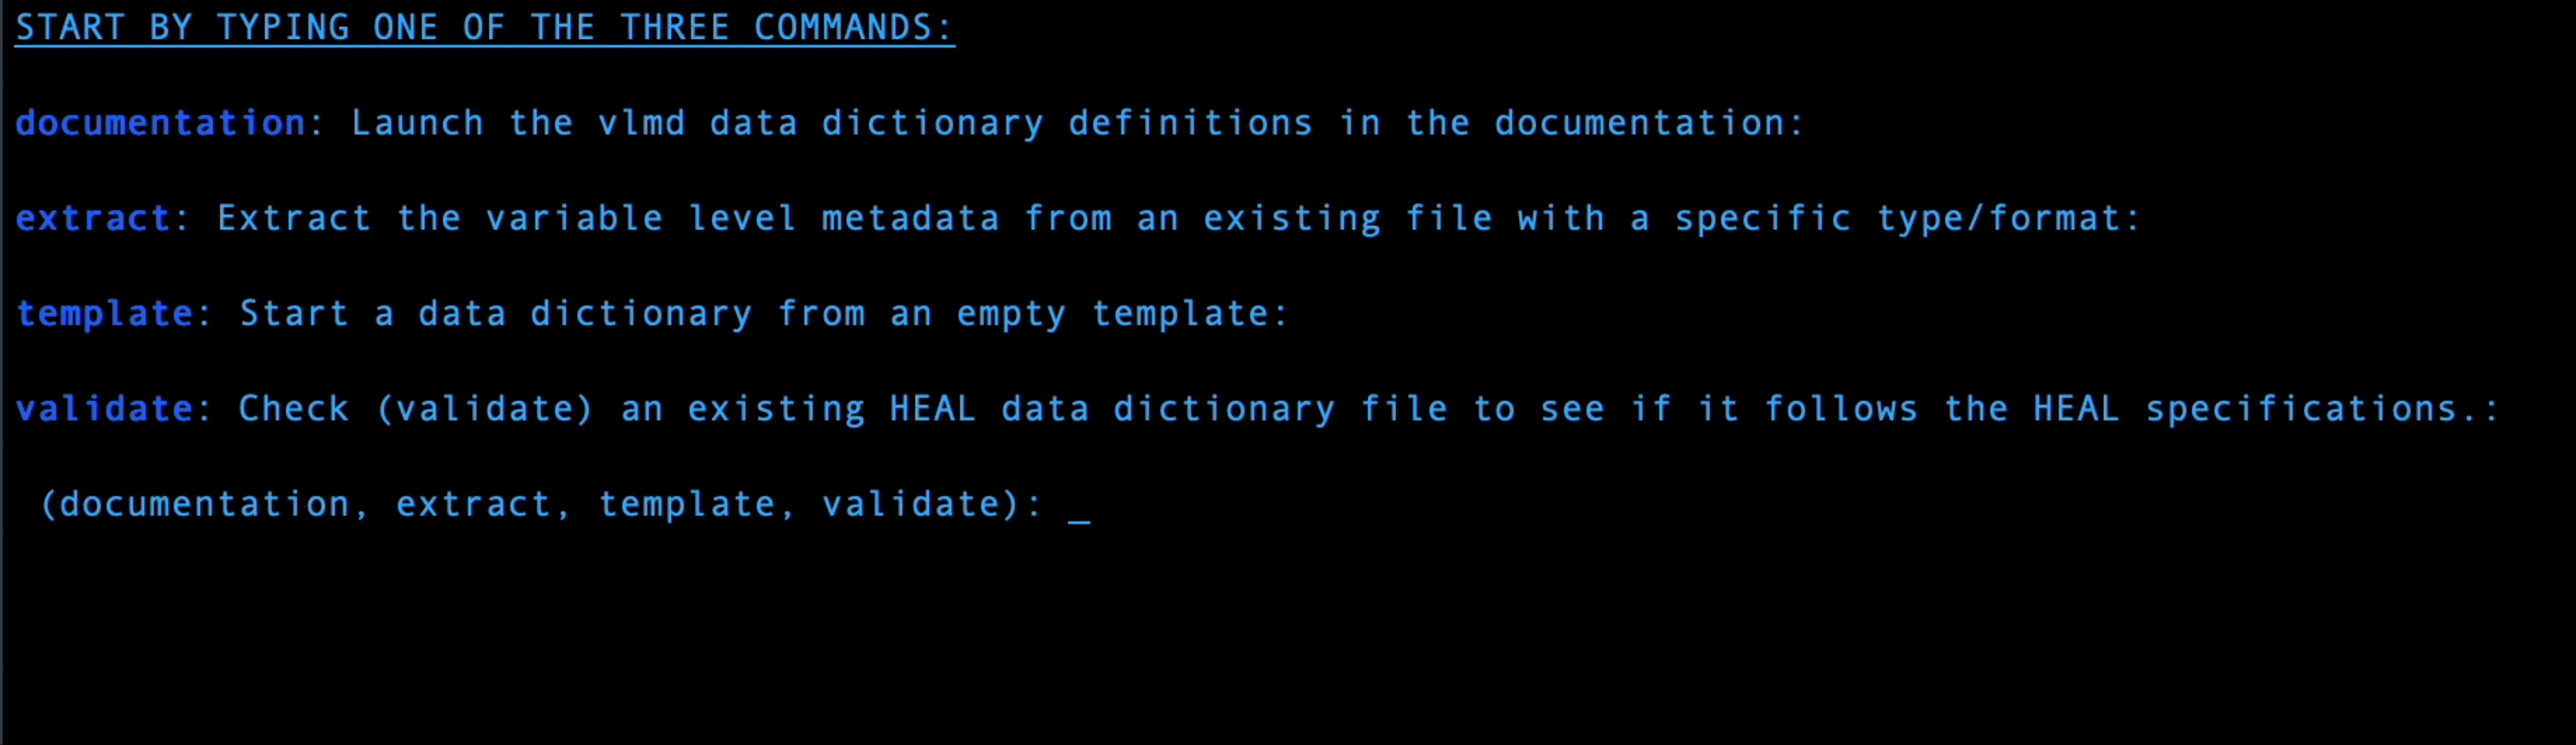 START BY TYPING ONE OF THE THREE COMMANDS:
documentation: Launch the vlmd data dictionary definitions in the documentation:
extract: Extract the variable level metadata from an existing file with a specific type/format:
template: Start a data dictionary from an empty template:
validate: Check (validate) an existing HEAL data dictionary file to see if it follows the HEAL specifications.:
(documentation, extract, template, validate): _